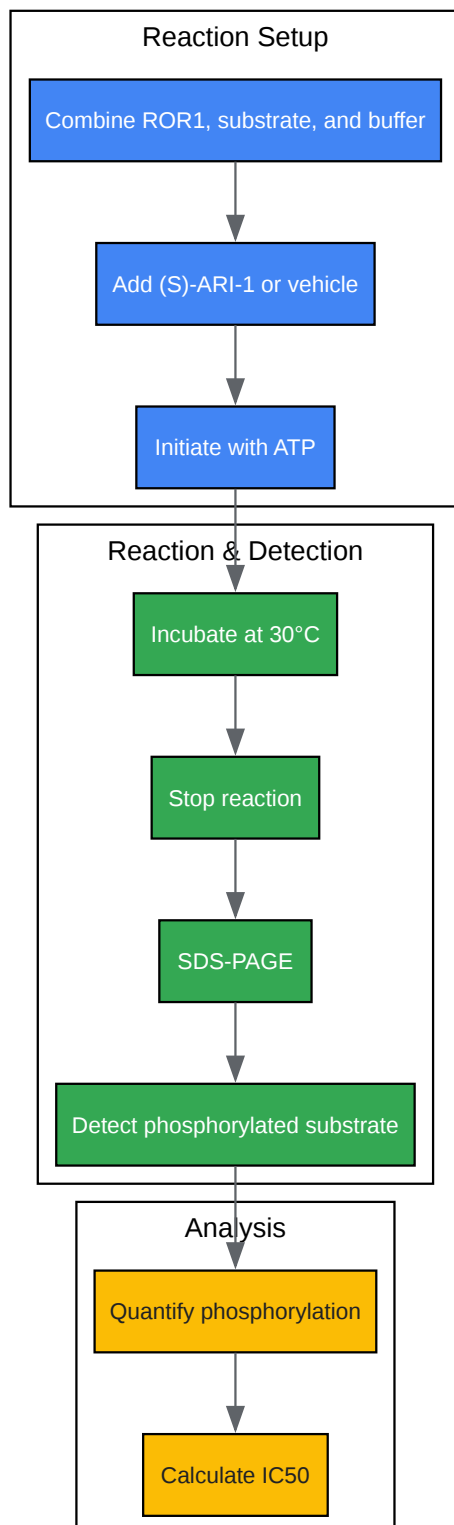 Reaction Setup
Combine ROR1, substrate, and buffer
Add (S)-ARI-1 or vehicle
Initiate with ATP
Reaction & Detection
Incubate at 30°C
Stop reaction
SDS-PAGE
Detect phosphorylated substrate
Analysis
Quantify phosphorylation
Calculate IC50